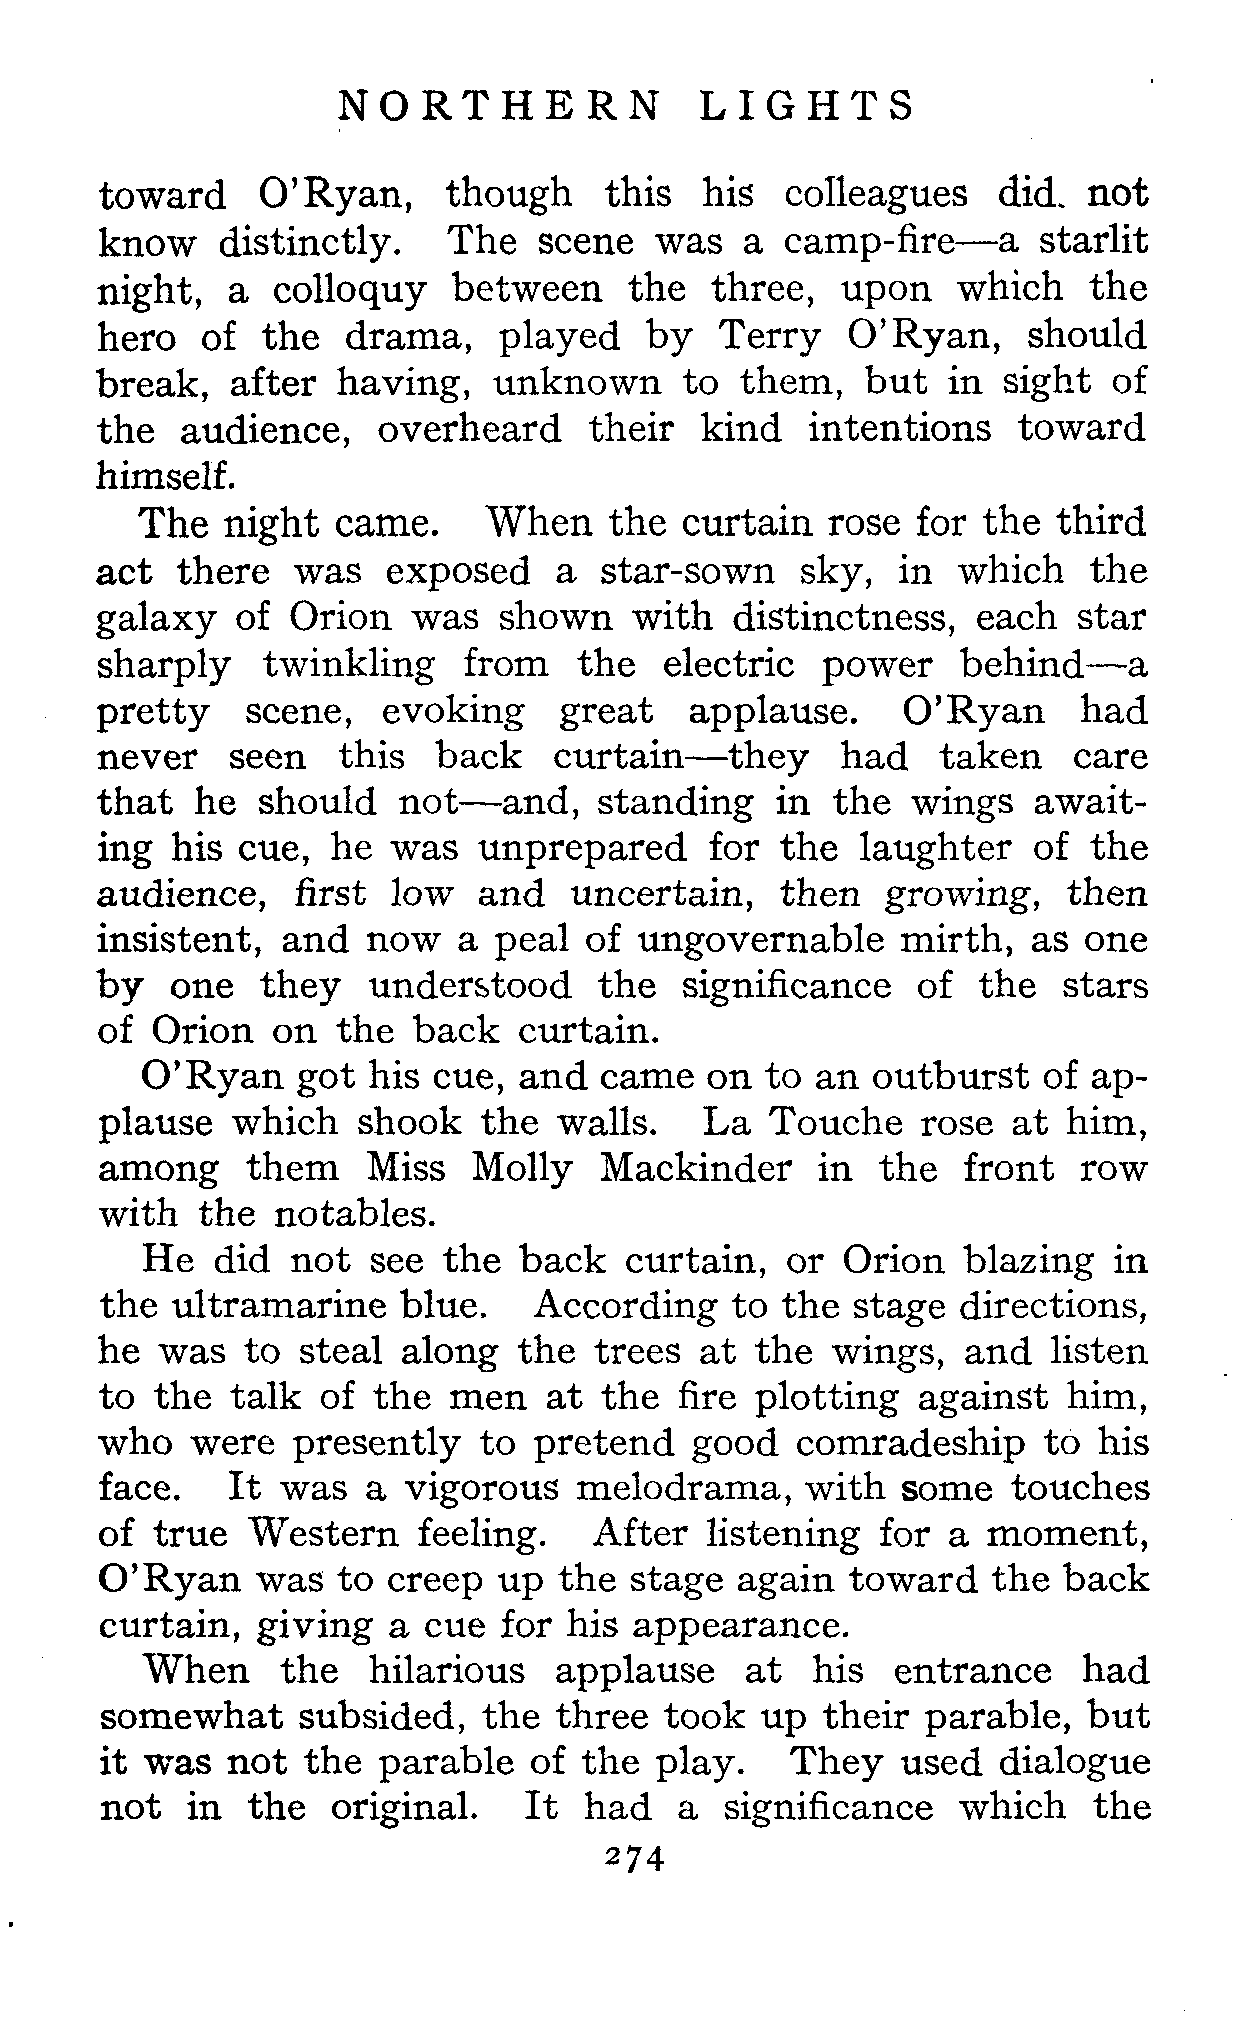 NORTHERN LIGHTS
toward O'Ryan, though this his colleagues did not
know distinctly. The scene was a camp-fire—a starlit
night, a colloquy between the three, upon which the
hero of the drama, played by Terry O'Ryan, should
break, after having, unknown to them, but in sight of
the audience, overheard their kind intentions toward
himself.
The night came. When the curtain rose for the third
act there was exposed a star-sown sky, in which the
galaxy of Orion was shown with distinctness, each star
sharply twinkling from the electric power behind—a
pretty scene, evoking great applause. O'Ryan had
never seen this back curtain—they had taken care
that he should not—and, standing in the wings await-
ing his cue, he was unprepared for the laughter of the
audience, first low and uncertain, then growing, then
insistent, and now a peal of ungovernable mirth, as one
by one they understood the significance of the stars
of Orion on the back curtain.
O'Ryan got his cue, and came on to an outburst of ap-
plause which shook the walls. La Touche rose at him,
among them Miss Molly Mackinder in the front row
with the notables.
He did not see the back curtain, or Orion blazing in
the ultramarine blue. According to the stage directions,
he was to steal along the trees at the wings, and listen
to the talk of the men at the fire plotting against him,
who were presently to pretend good comradeship to his
face. It was a vigorous melodrama, with some touches
of true Western feeling. After listening for a moment,
O'Ryan was to creep up the stage again toward the back
curtain, giving a cue for his appearance.
When the hilarious applause at his entrance had
somewhat subsided, the three took up their parable, but
it was not the parable of the play. They used dialogue
not in the original. It had a significance which the
274